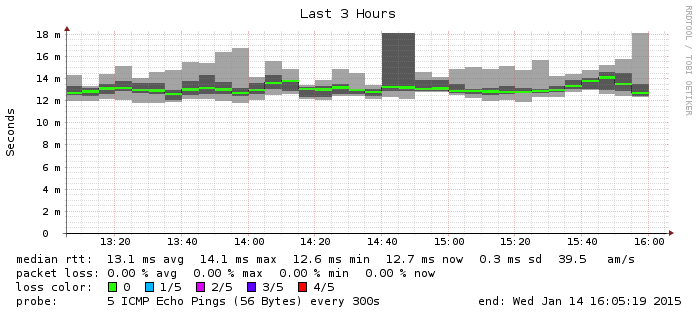 Last 3 Hours
RRDTOOL / TOBI OETIKER
Seconds
18 m
16 m
14 m
12 m
10 m
8 m
6 m
4 m
2 m
0
13:20 13:40 14:00 14:20 14:40 15:00 15:20 15:40 16:00
median rtt: 13.1 ms avg 14.1 ms max 12.6 ms min 12.7 ms now 0.3 ms sd 39.5 am/s
packet loss: 0.00 % avg 0.00 % max 0.00 % min 0.00 % now
loss color: 0 1/5 2/5 3/5 4/5
probe: 5 ICMP Echo Pings (56 Bytes) every 300s end: Wed Jan 14 16:05:19 2015